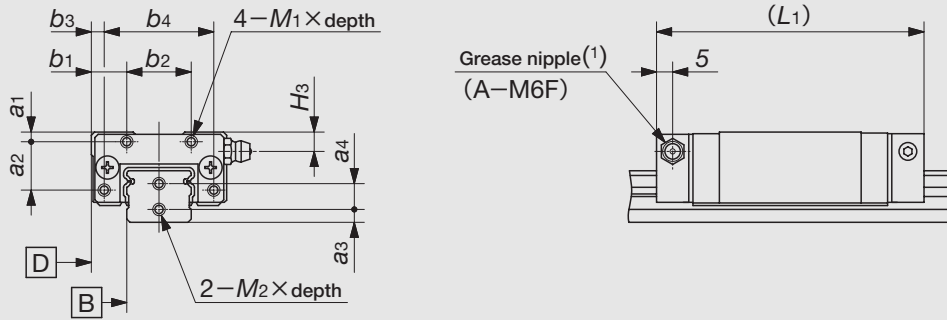 b3
b4
4−M1×depth
b1
b2
a1
a2
H3
a4
a3
D
B
2−M2×depth
(L1)
Grease nipple(1)
5
(A−M6F)